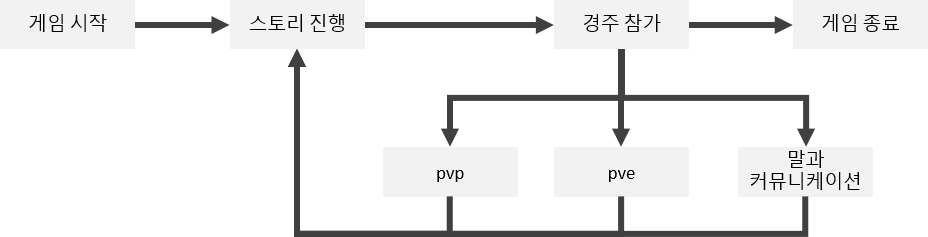 게임 시작
스토리 진행
경주 참가
게임 종료
pvp
pve
말과
커뮤니케이션